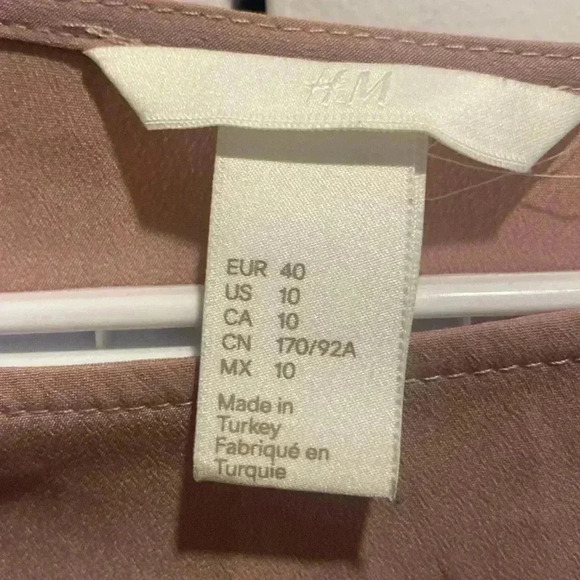 H&M
EUR 40
US 10
CA 10
CN 170/92A
MX 10
Made in
Turkey
Fabriqué en
Turquie